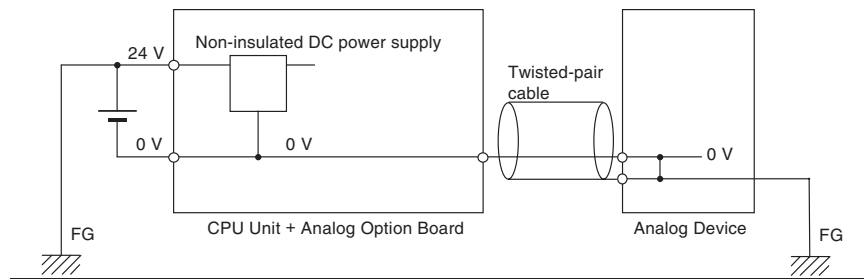 Non-insulated DC power supply
24 V
Twisted-pair
cable
0 V
0 V
0 V
FG
CPU Unit + Analog Option Board
Analog Device
FG